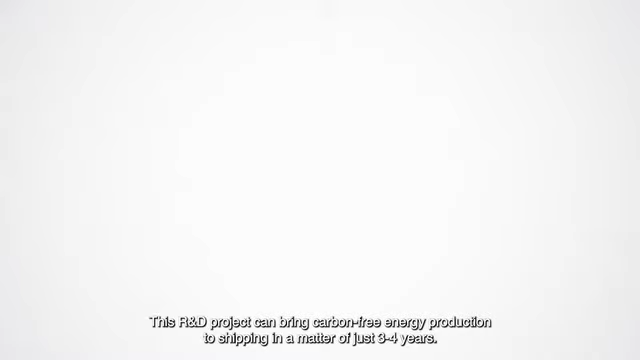 This R&D project can bring carbon-free energy production
to shipping in a matter of just 3-4 years.